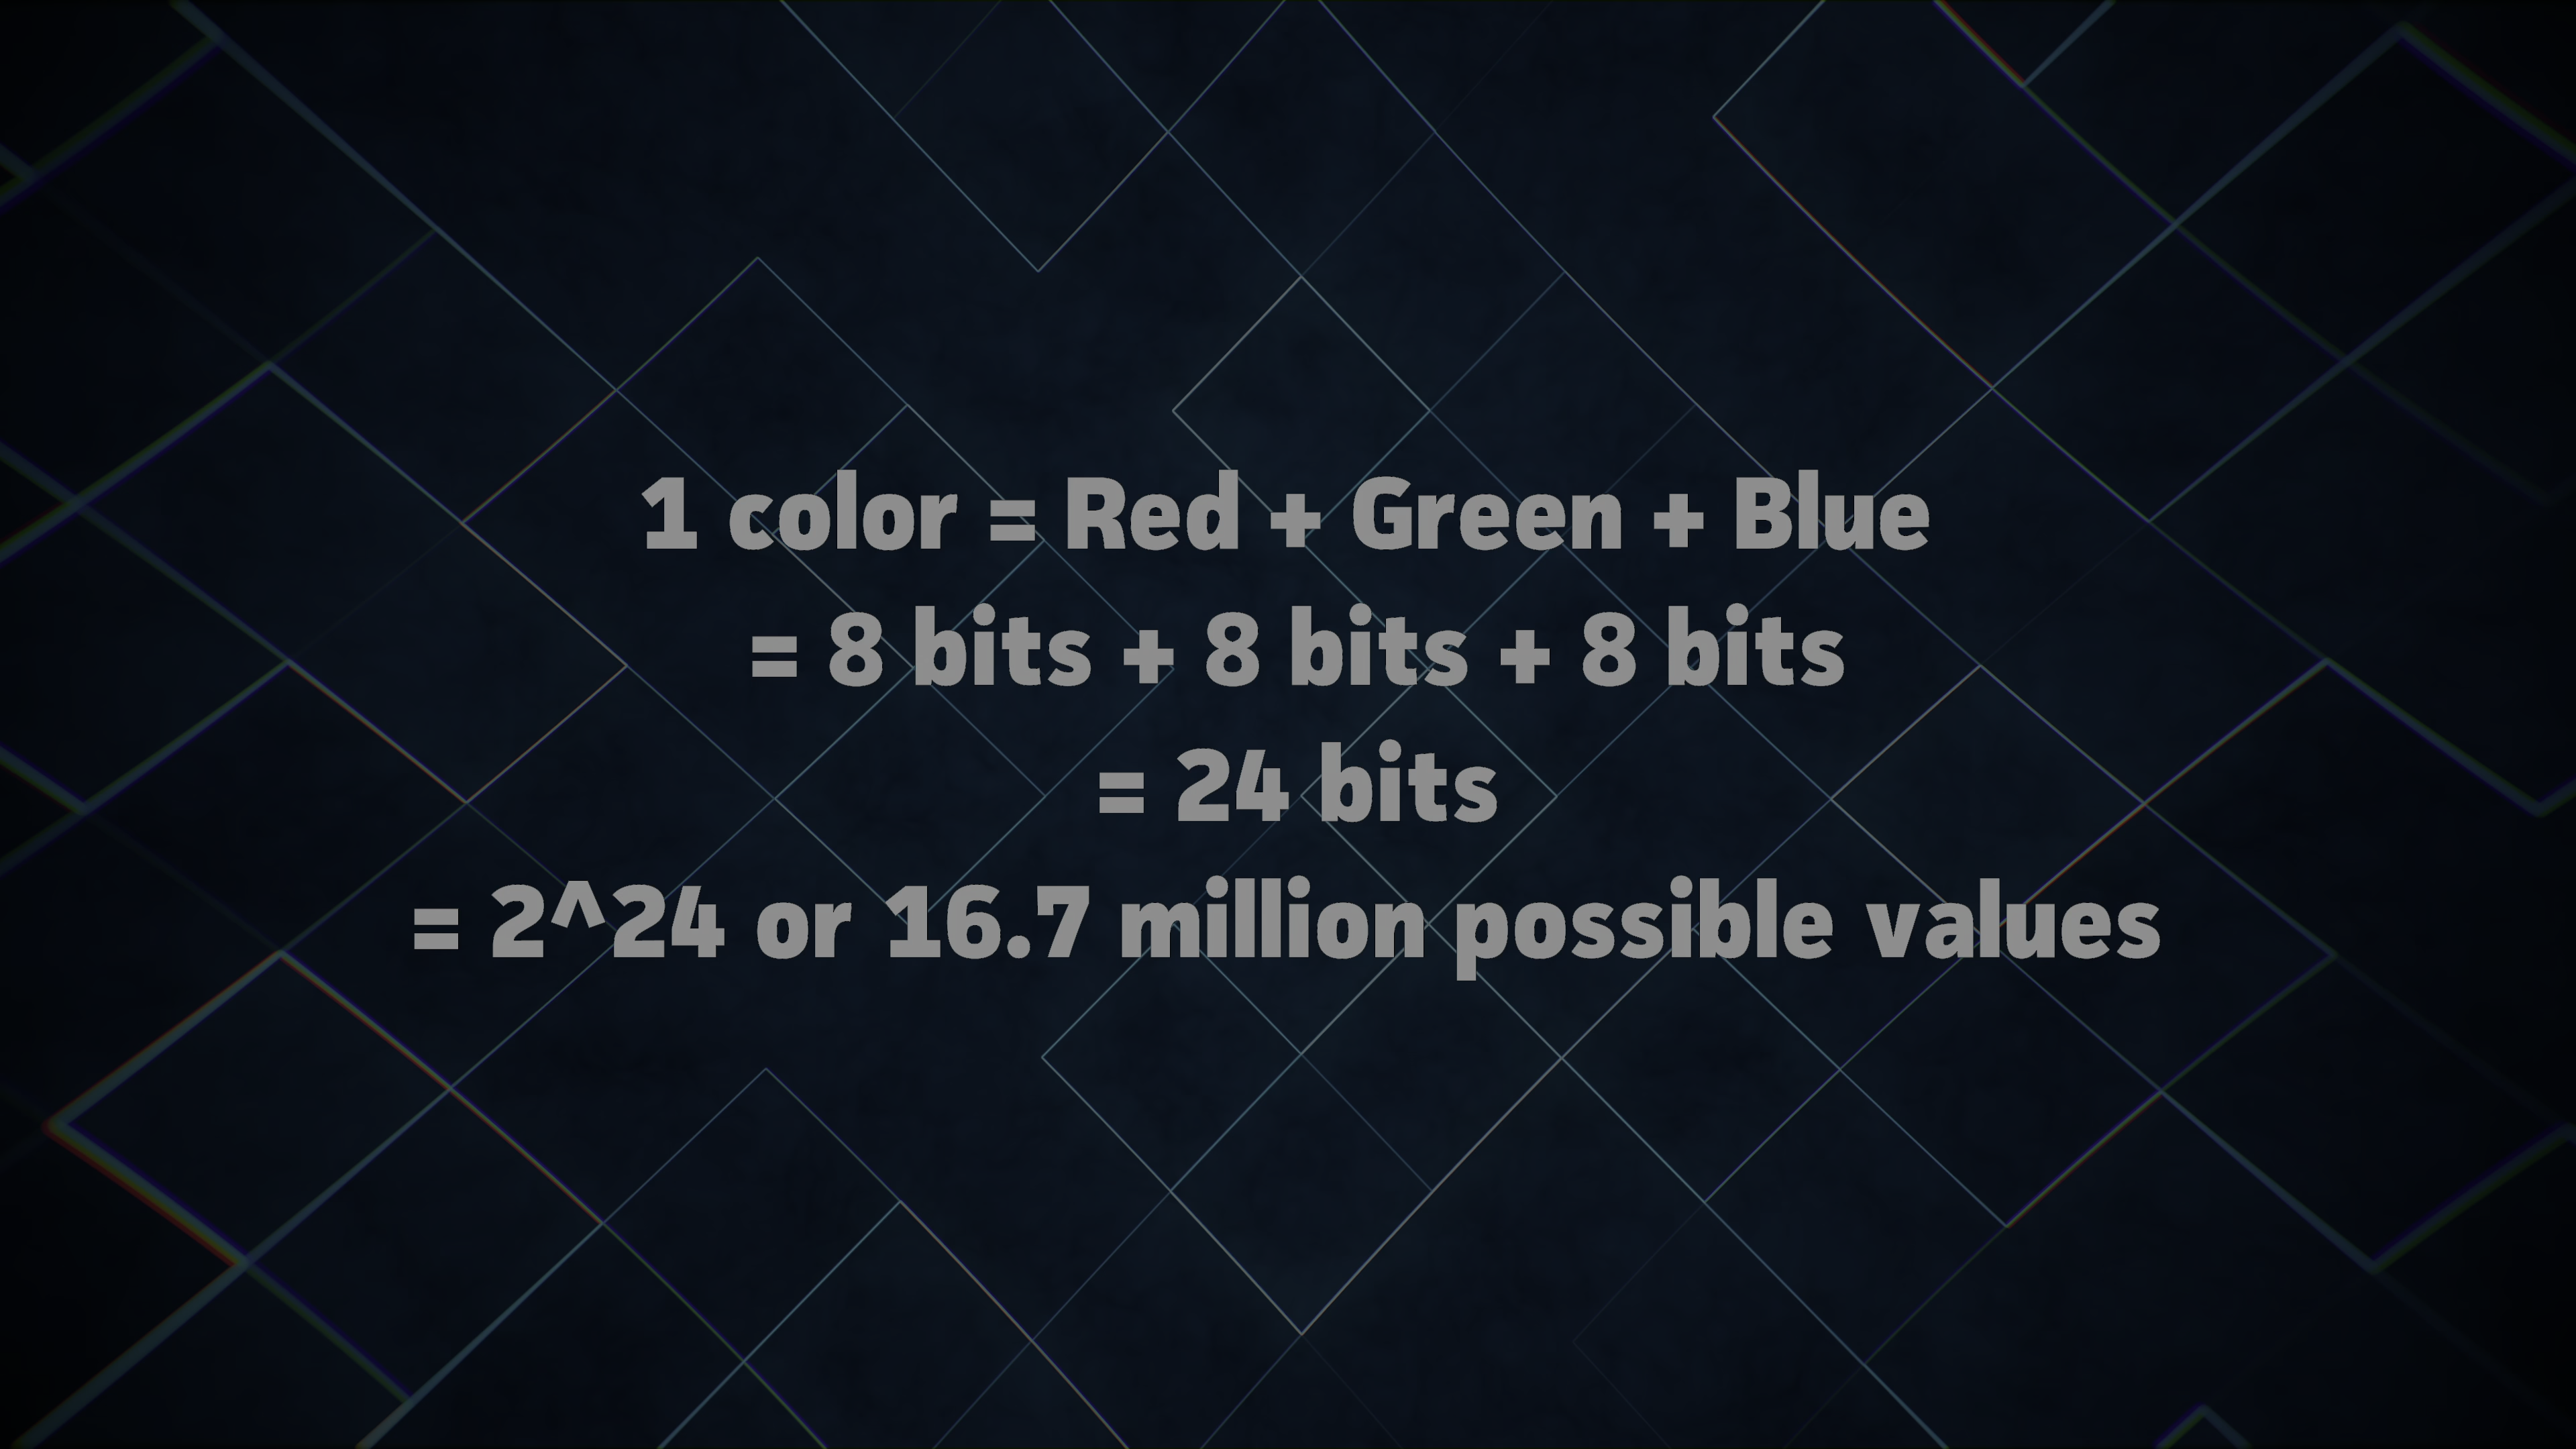 1 color = Red + Green + Blue
= 8 bits + 8 bits + 8 bits
= 24 bits
= 2^24 or 16.7 million possible values